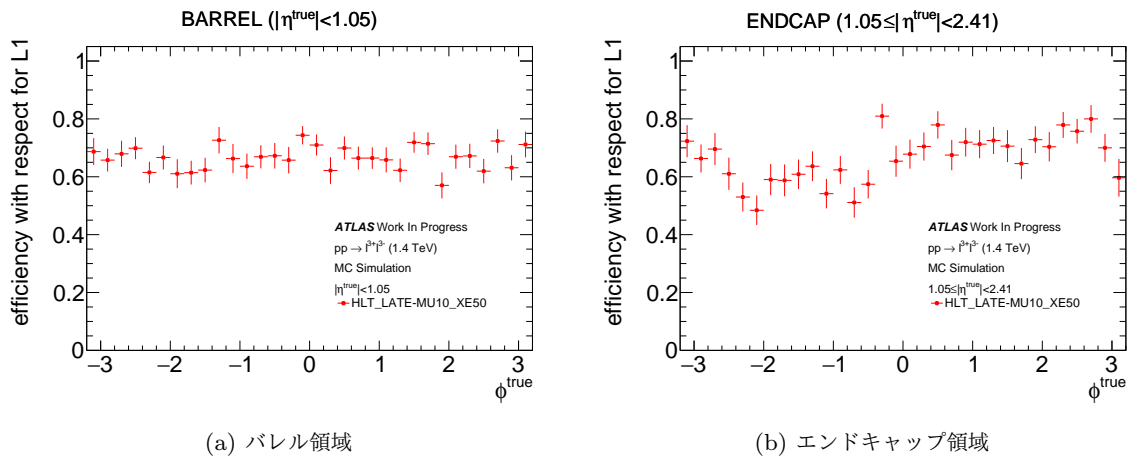 BARREL (|η^true|<1.05)
efficiency with respect for L1
1
0.8
0.6
0.4
0.2
0
−3 −2 −1 0 1 2 3
ϕ^true
ATLAS Work In Progress
pp → l^3+l^3- (1.4 TeV)
MC Simulation
|η^true|<1.05
HLT_LATE-MU10_XE50
(a) バレル領域
ENDCAP (1.05≤|η^true|<2.41)
efficiency with respect for L1
1
0.8
0.6
0.4
0.2
0
−3 −2 −1 0 1 2 3
ϕ^true
ATLAS Work In Progress
pp → l^3+l^3- (1.4 TeV)
MC Simulation
1.05≤|η^true|<2.41
HLT_LATE-MU10_XE50
(b) エンドキャップ領域